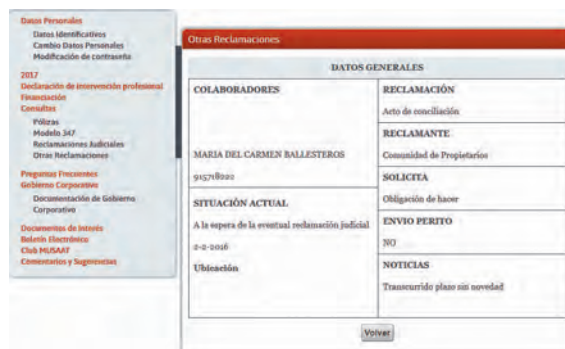 Datos Personales
Datos Identificativos
Cambio Datos Personales
Modificación de contraseña
2017
Declaración de intervención profesional
Financiación
Consultas
Pólizas
Modelo 347
Reclamaciones Judiciales
Otras Reclamaciones
Preguntas Frecuentes
Gobierno Corporativo
Documentación de Gobierno
Corporativo
Documentos de Interés
Boletín Electrónico
Club MUSAAT
Comentarios y Sugerencias
Otras Reclamaciones
DATOS GENERALES
COLABORADORES
MARIA DEL CARMEN BALLESTEROS
915718222
SITUACIÓN ACTUAL
A la espera de la eventual reclamación judicial
2-2-2016
Ubicación
RECLAMACIÓN
Acto de conciliación
RECLAMANTE
Comunidad de Propietarios
SOLICITA
Obligación de hacer
ENVIO PERITO
NO
NOTICIAS
Transcurrido plazo sin novedad
Volver